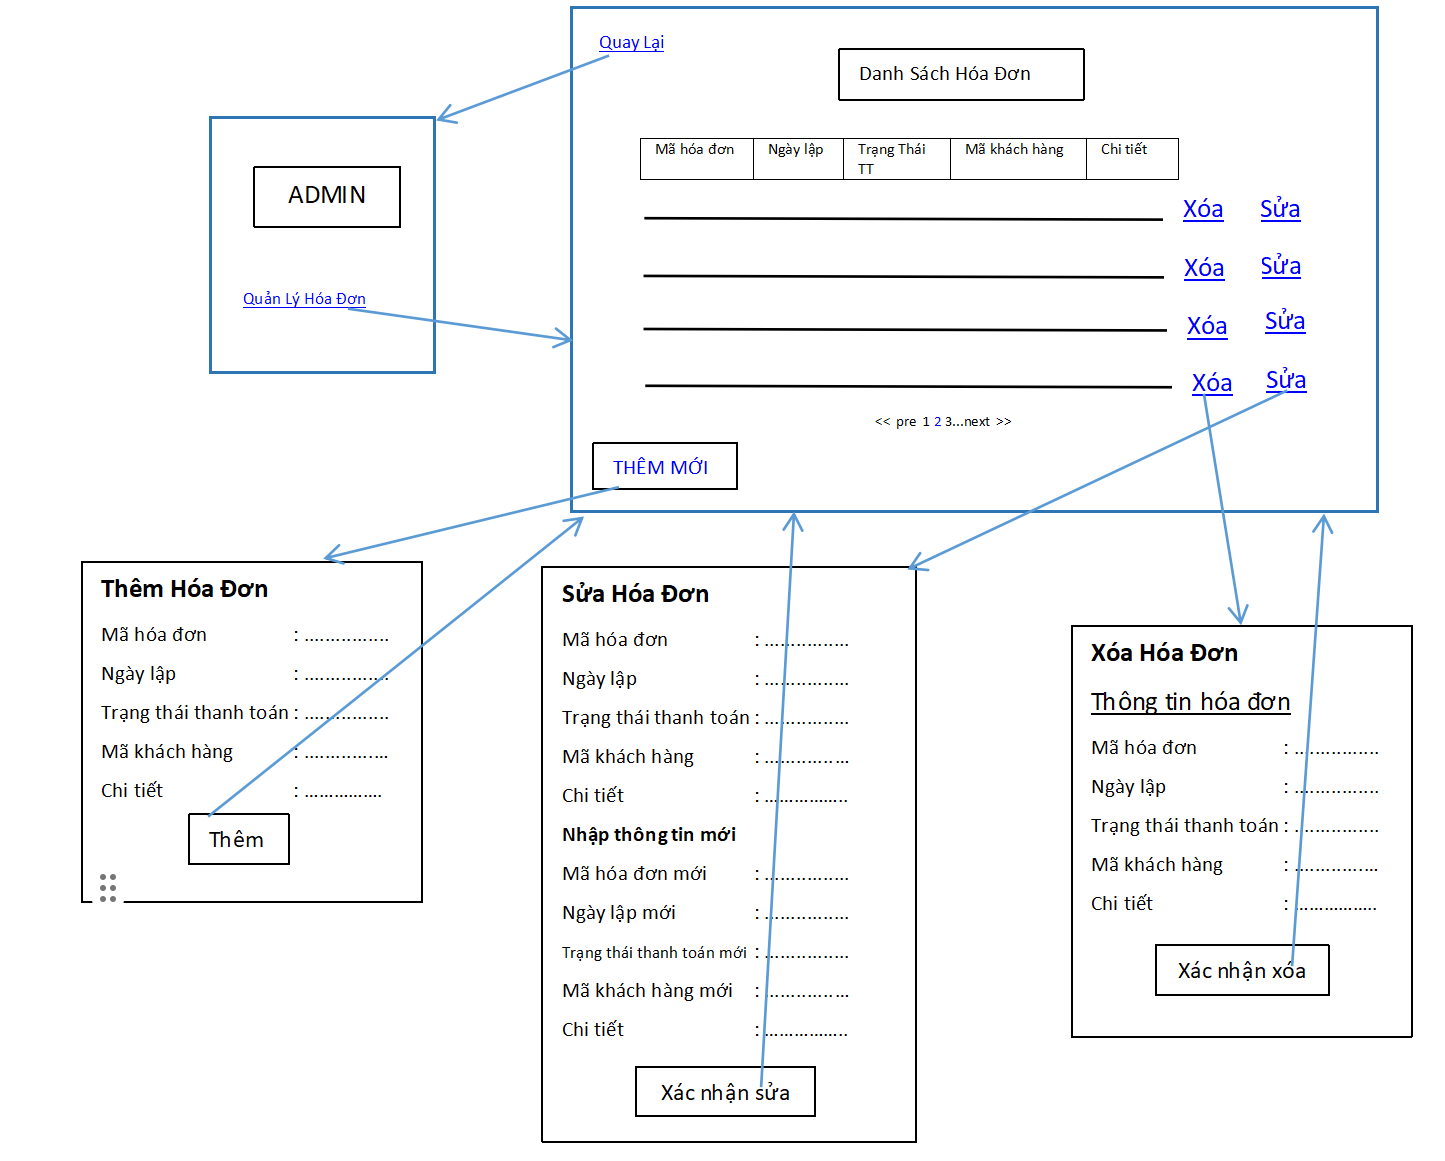 Quay Lại
Danh Sách Hóa Đơn
ADMIN
Quản Lý Hóa Đơn
Mã hóa đơn Ngày lập Trạng Thái TT Mã khách hàng Chi tiết
Xóa Sửa
Xóa Sửa
Xóa Sửa
Xóa Sửa
<< pre 1 2 3...next >>
THÊM MỚI
Thêm Hóa Đơn
Mã hóa đơn : ................
Ngày lập : ................
Trạng thái thanh toán : ................
Mã khách hàng : ................
Chi tiết : ...............
Thêm
Sửa Hóa Đơn
Mã hóa đơn : ................
Ngày lập : ................
Trạng thái thanh toán : ................
Mã khách hàng : ................
Chi tiết : ................
Nhập thông tin mới
Mã hóa đơn mới : ................
Ngày lập mới : ................
Trạng thái thanh toán mới : ................
Mã khách hàng mới : ................
Chi tiết : ................
Xác nhận sửa
Xóa Hóa Đơn
Thông tin hóa đơn
Mã hóa đơn : ................
Ngày lập : ................
Trạng thái thanh toán : ................
Mã khách hàng : ................
Chi tiết : ................
Xác nhận xóa